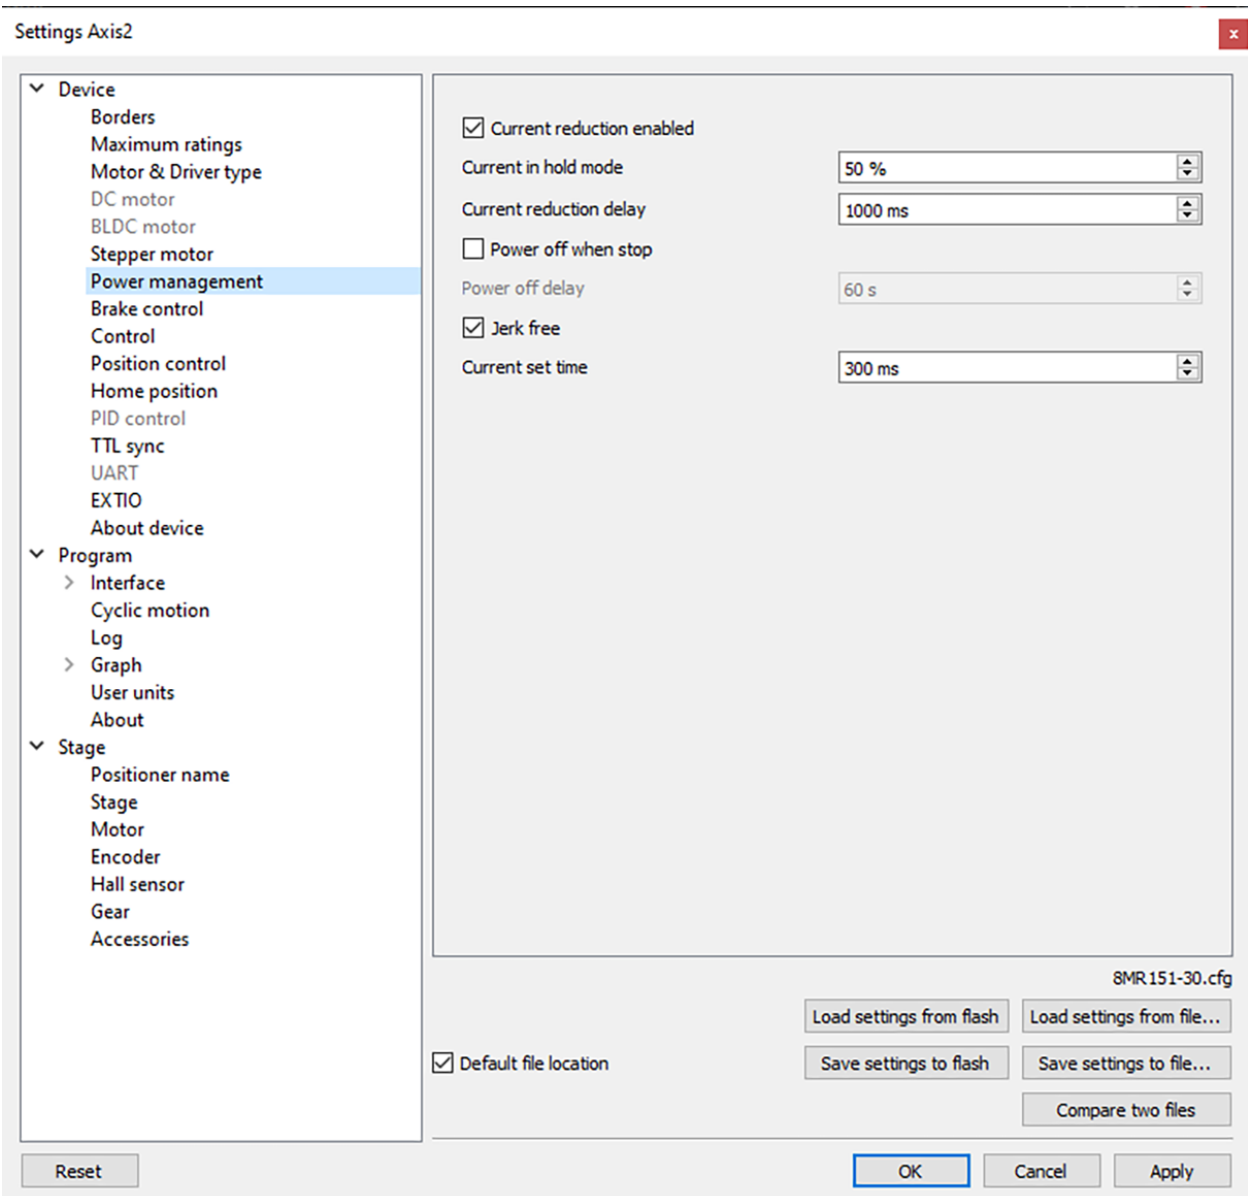 Settings Axis2
x
Device
Borders
Maximum ratings
Motor & Driver type
DC motor
BLDC motor
Stepper motor
Power management
Brake control
Control
Position control
Home position
PID control
TTL sync
UART
EXTIO
About device
Program
Interface
Cyclic motion
Log
Graph
User units
About
Stage
Positioner name
Stage
Motor
Encoder
Hall sensor
Gear
Accessories
Current reduction enabled
Current in hold mode 50 %
Current reduction delay 1000 ms
Power off when stop
Power off delay 60 s
Jerk free
Current set time 300 ms
8MR151-30.cfg
Load settings from flash Load settings from file...
Default file location Save settings to flash Save settings to file...
Compare two files
Reset OK Cancel Apply